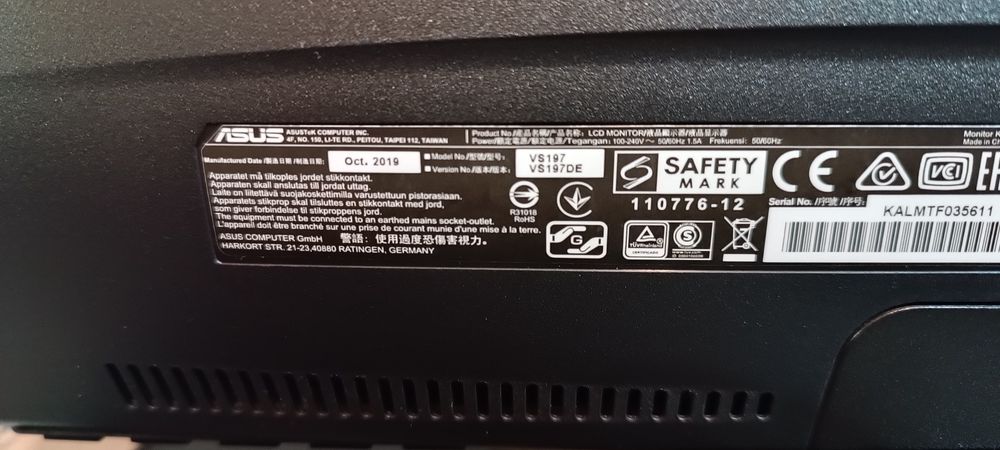 ASUS
ASUSTeK COMPUTER INC.
4F, NO. 150, LI-TE RD., PEITOU, TAIPEI 112, TAIWAN
Product No./產品名稱/产品名称: LCD MONITOR/液晶顯示器/液晶显示器
Power/額定電源/额定电源/Tegangan: 100-240V~ 50/60Hz 1.5A Frekuensi: 50/60Hz
Monitor
Made in
Manufactured Date /製造日期 /制造日期: Oct. 2019
Model No./型號/型号: VS197
Version No./版本/版本: VS197DE
Apparatet må tilkoples jordet stikkontakt.
Apparaten skall anslutas till jordat uttag.
Laite on liitettävä suojakoskettimilla varustettuun pistorasiaan.
Apparatets stikprop skal tilsluttes en stikkontakt med jord,
som giver forbindelse til stikproppens jord.
The equipment must be connected to an earthed mains socket-outlet.
L'appareil doit être branché sur une prise de courant munie d'une mise à la terre.
ASUS COMPUTER GmbH
HARKORT STR. 21-23,40880 RATINGEN, GERMANY
警語: 使用過度恐傷害視力。
R31018
RoHS
G
SAFETY
MARK
110776-12
TÜVRheinland
CERTIFICADO
S
CE
VCI
EAC
Serial No. /序號 /序号:
KALMTF035611